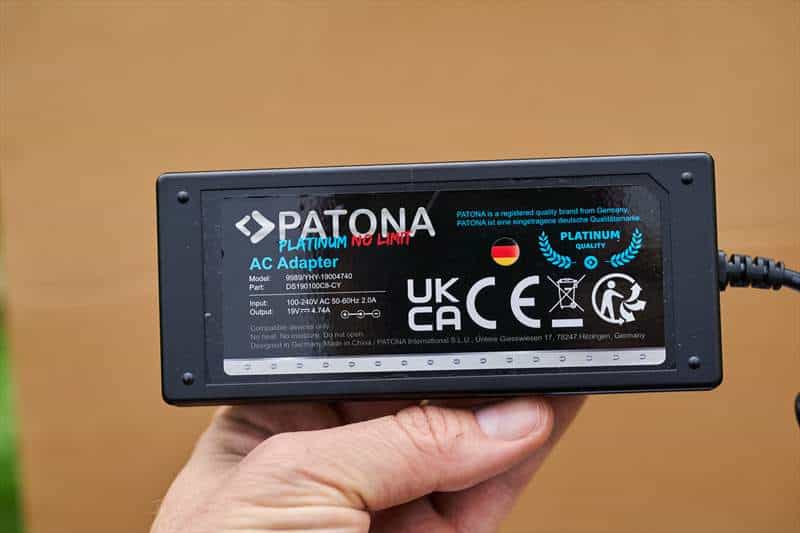 PATONA
PLATINUM NO LIMIT
AC Adapter
Model: 9989/YHY-19004740
Part: DS190100C8-CY
Input: 100-240V AC 50-60Hz 2.0A
Output: 19V⎓4.74A
Compatible devices only.
No heat. No moisture. Do not open.
Designed in Germany. Made in China / PATONA International S.L.U., Untere Giesswiesen 17, 78247 Hilzingen, Germany
PATONA is a registered quality brand from Germany.
PATONA ist eine eingetragene deutsche Qualitätsmarke.
PLATINUM
QUALITY
UK
CA
CE